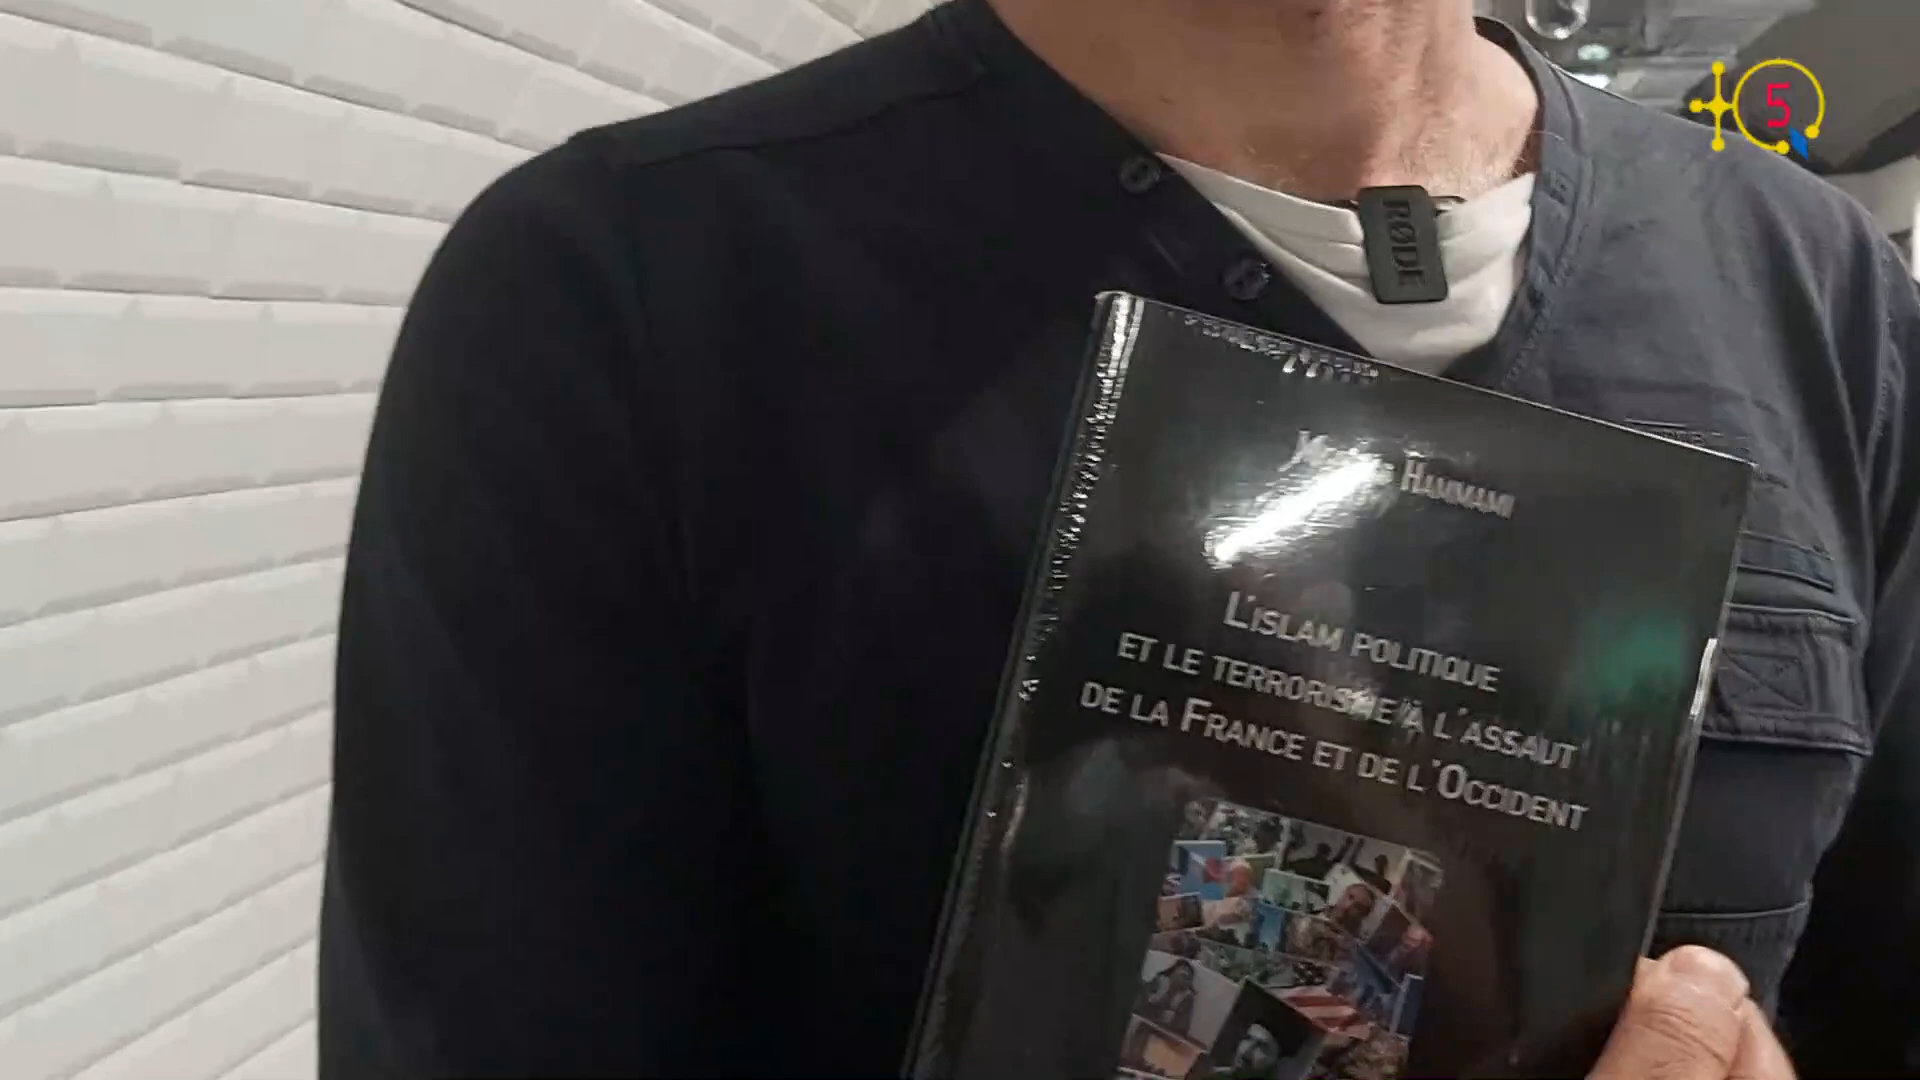 5
RØDE
HAMMAMI
L'ISLAM POLITIQUE
ET LE TERRORISME À L'ASSAUT
DE LA FRANCE ET DE L'OCCIDENT